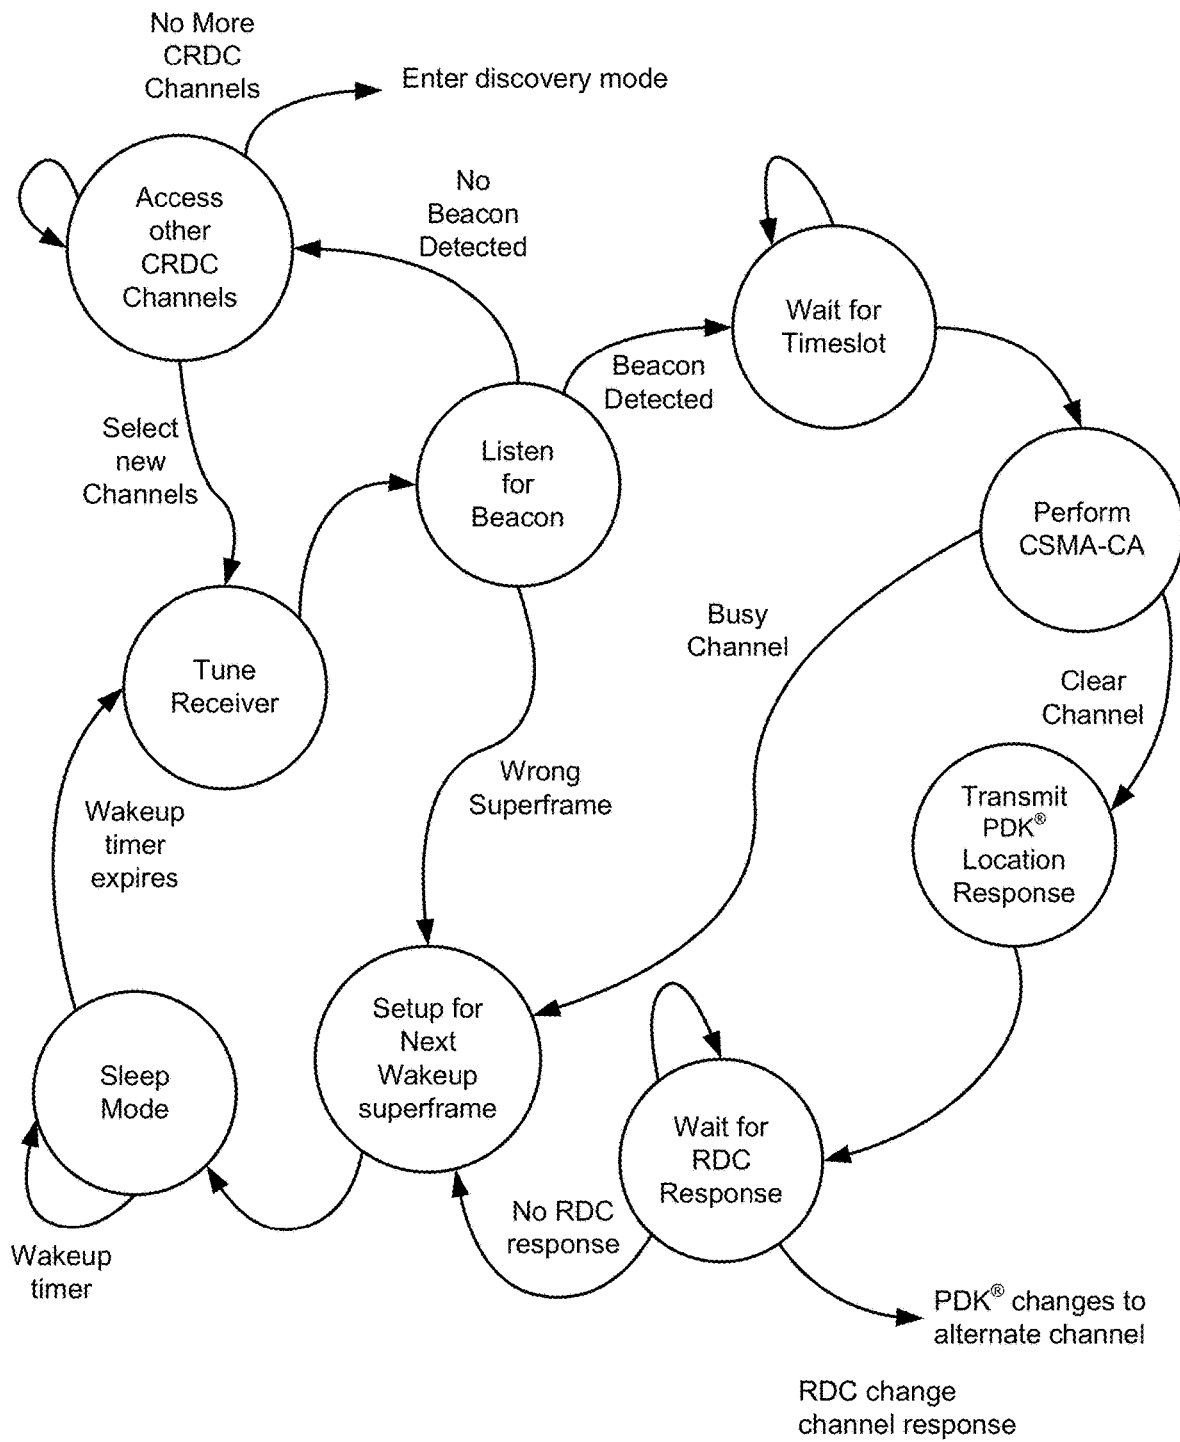 No More
CRDC
Channels
Enter discovery mode
Access
other
CRDC
Channels
No
Beacon
Detected
Wait for
Timeslot
Beacon
Detected
Select
new
Channels
Listen
for
Beacon
Perform
CSMA-CA
Busy
Channel
Tune
Receiver
Clear
Channel
Wrong
Superframe
Transmit
PDK®
Location
Response
Wakeup
timer
expires
Setup for
Next
Wakeup
superframe
Sleep
Mode
Wait for
RDC
Response
No RDC
response
Wakeup
timer
PDK® changes to
alternate channel
RDC change
channel response